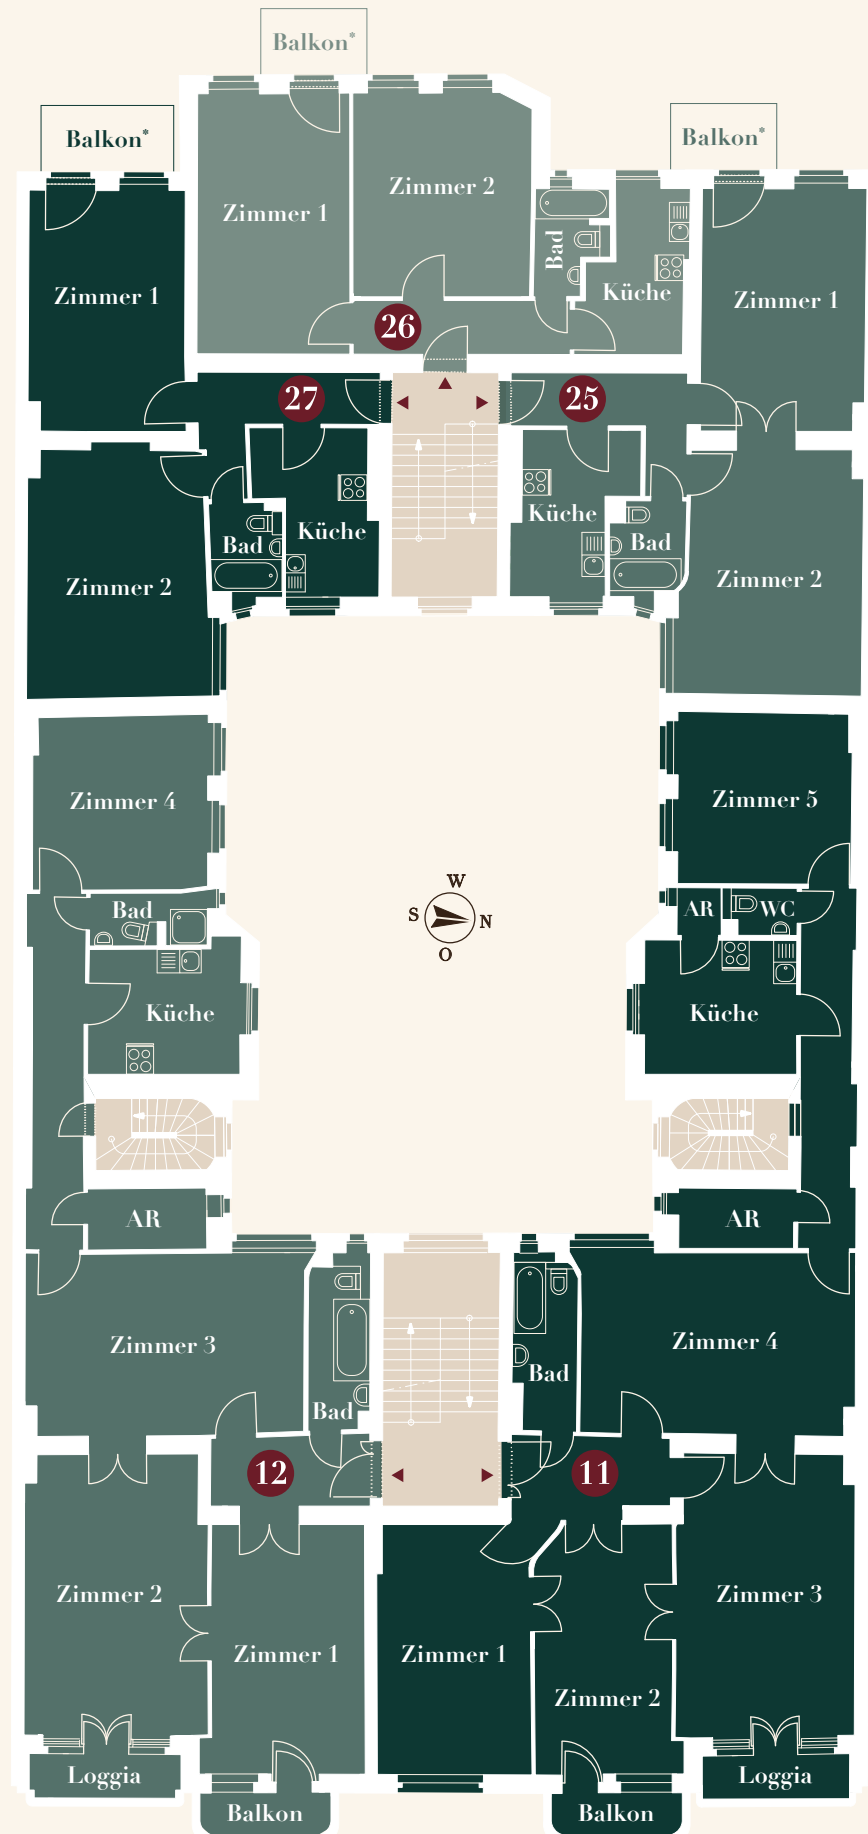 Balkon*
Balkon*
Balkon*
Zimmer 1
Zimmer 2
Bad
Küche
Zimmer 1
Zimmer 1
26
27
25
Küche
Bad
Küche
Bad
Zimmer 2
Zimmer 2
Zimmer 4
Zimmer 5
Bad
AR
WC
W
S
N
O
Küche
Küche
AR
AR
Zimmer 3
Bad
Bad
Zimmer 4
12
11
Zimmer 2
Zimmer 1
Zimmer 1
Zimmer 2
Zimmer 3
Loggia
Balkon
Balkon
Loggia